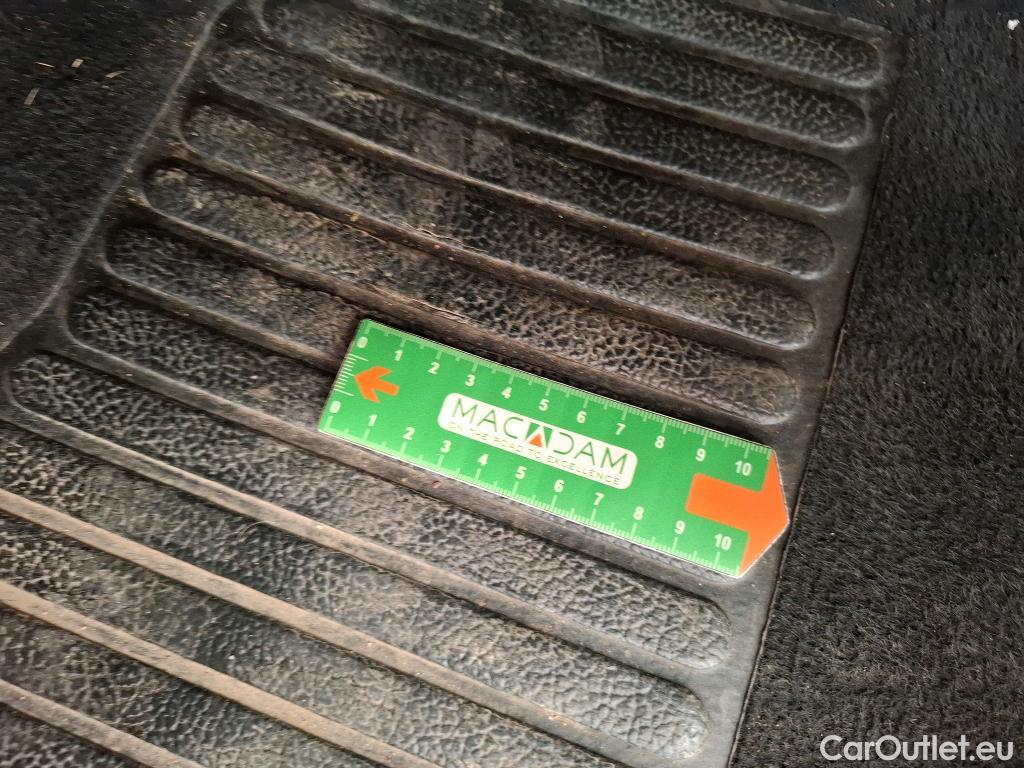 0 1 2 3 4 5 6 7 8 9 10
MACADAM
ON THE ROAD TO EXCELLENCE
0 1 2 3 4 5 6 7 8 9 10
CarOutlet.eu